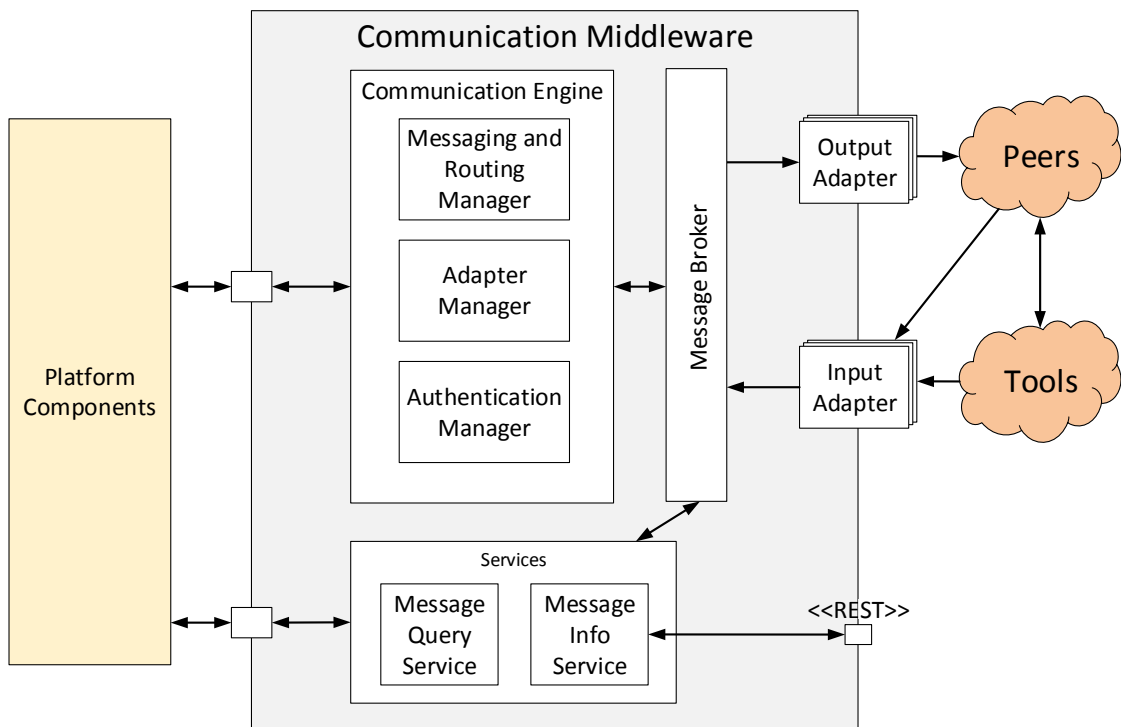 Communication Middleware
Communication Engine
Messaging and
Routing
Manager
Adapter
Manager
Authentication
Manager
Message Broker
Output
Adapter
Peers
Input
Adapter
Tools
Platform
Components
Services
Message
Query
Service
Message
Info
Service
<<REST>>